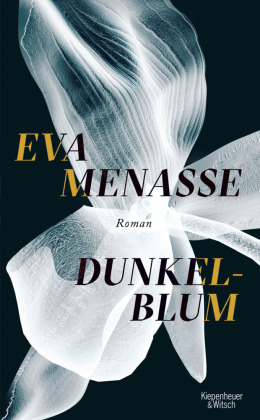 EVA
MENASSE
Roman
DUNKEL-
BLUM
Kiepenheuer
& Witsch